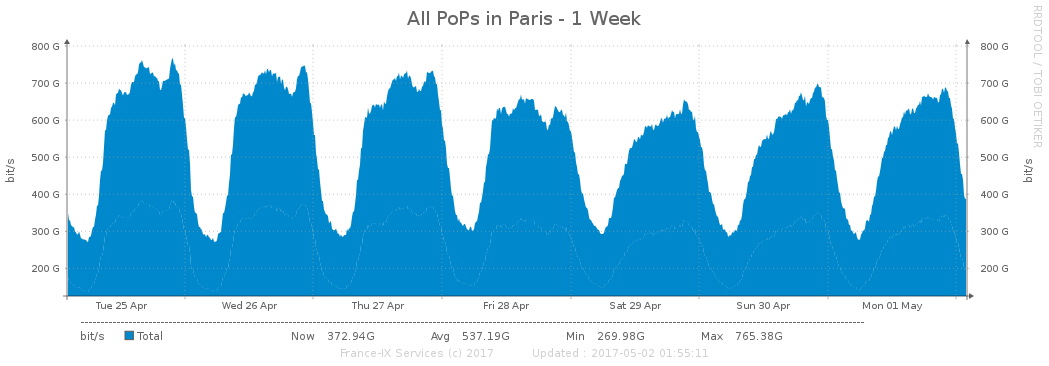 All PoPs in Paris - 1 Week
RRDTOOL / TOBI OETIKER
bit/s
800 G 800 G
700 G 700 G
600 G 600 G
500 G 500 G
400 G 400 G
300 G 300 G
200 G 200 G
bit/s
Tue 25 Apr Wed 26 Apr Thu 27 Apr Fri 28 Apr Sat 29 Apr Sun 30 Apr Mon 01 May
bit/s Total Now 372.94G Avg 537.19G Min 269.98G Max 765.38G
France-IX Services (c) 2017 Updated : 2017-05-02 01:55:11